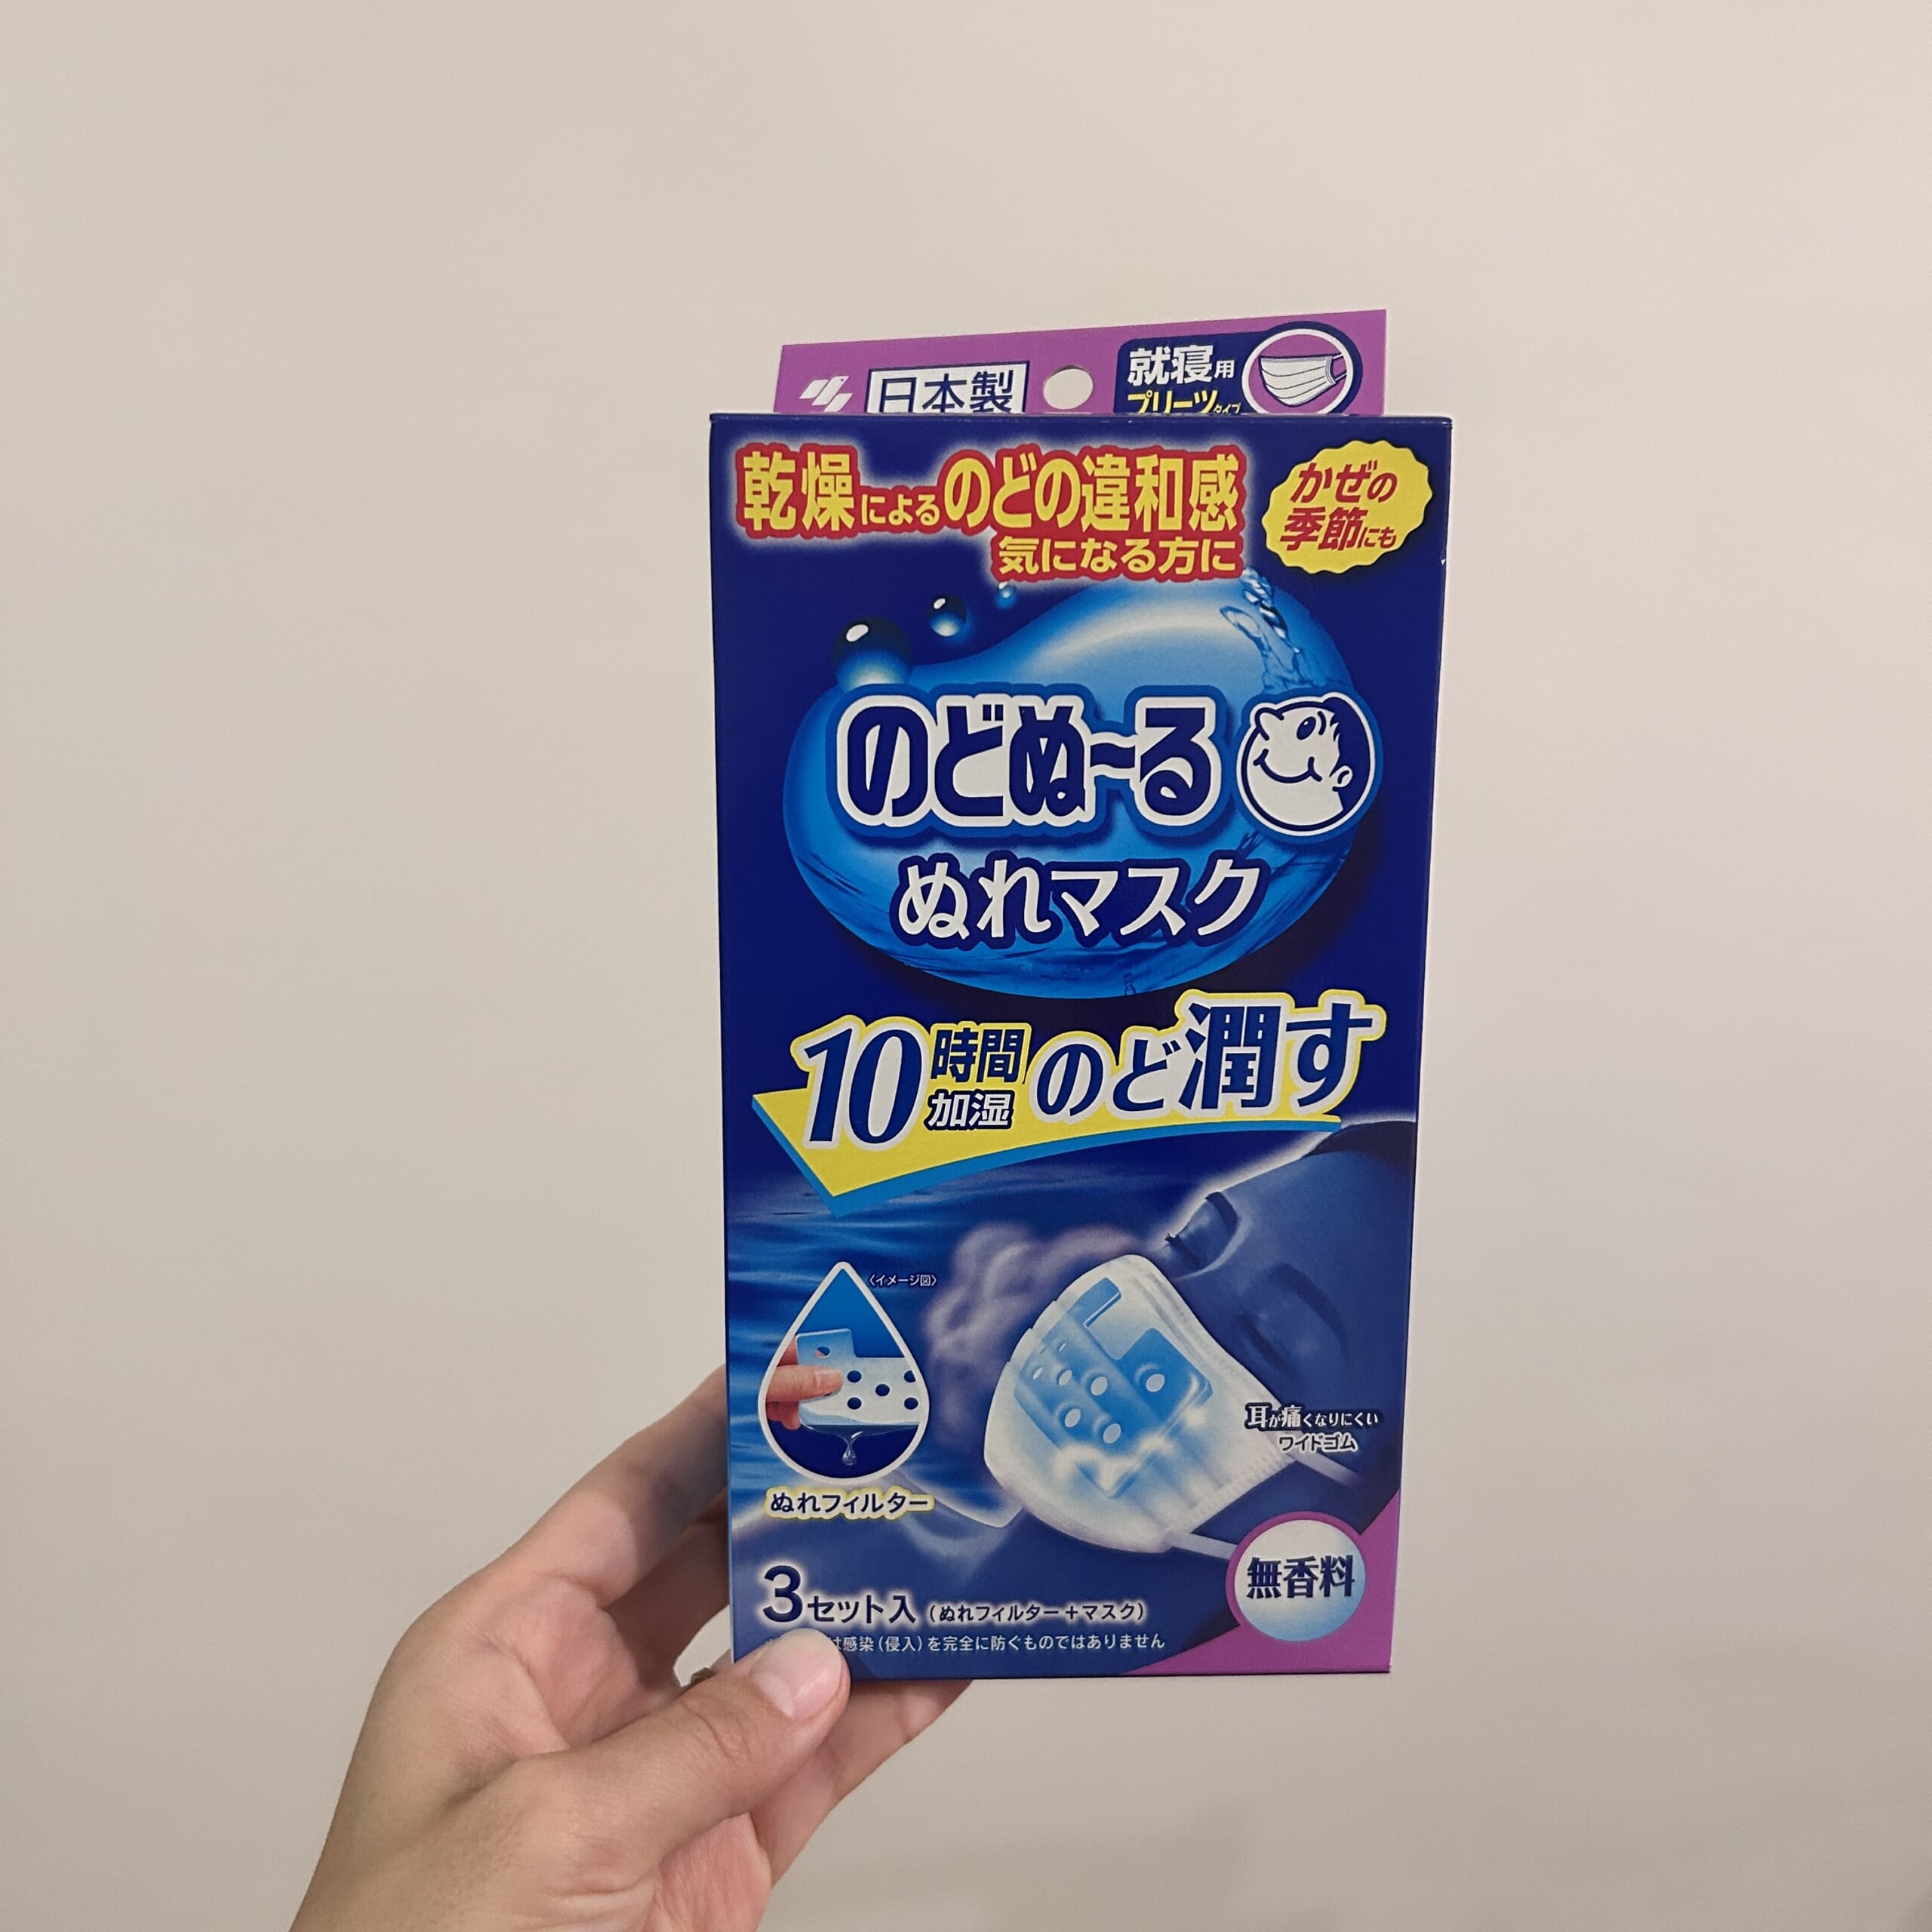 日本製
就寝用
プリーツタイプ
乾燥によるのどの違和感
気になる方に
かぜの
季節にも
のどぬ~る
ぬれマスク
10時間
加湿
のど潤す
〈イメージ図〉
ぬれフィルター
耳が痛くなりにくい
ワイドゴム
無香料
3セット入(ぬれフィルター+マスク)
は感染(侵入)を完全に防ぐものではありません